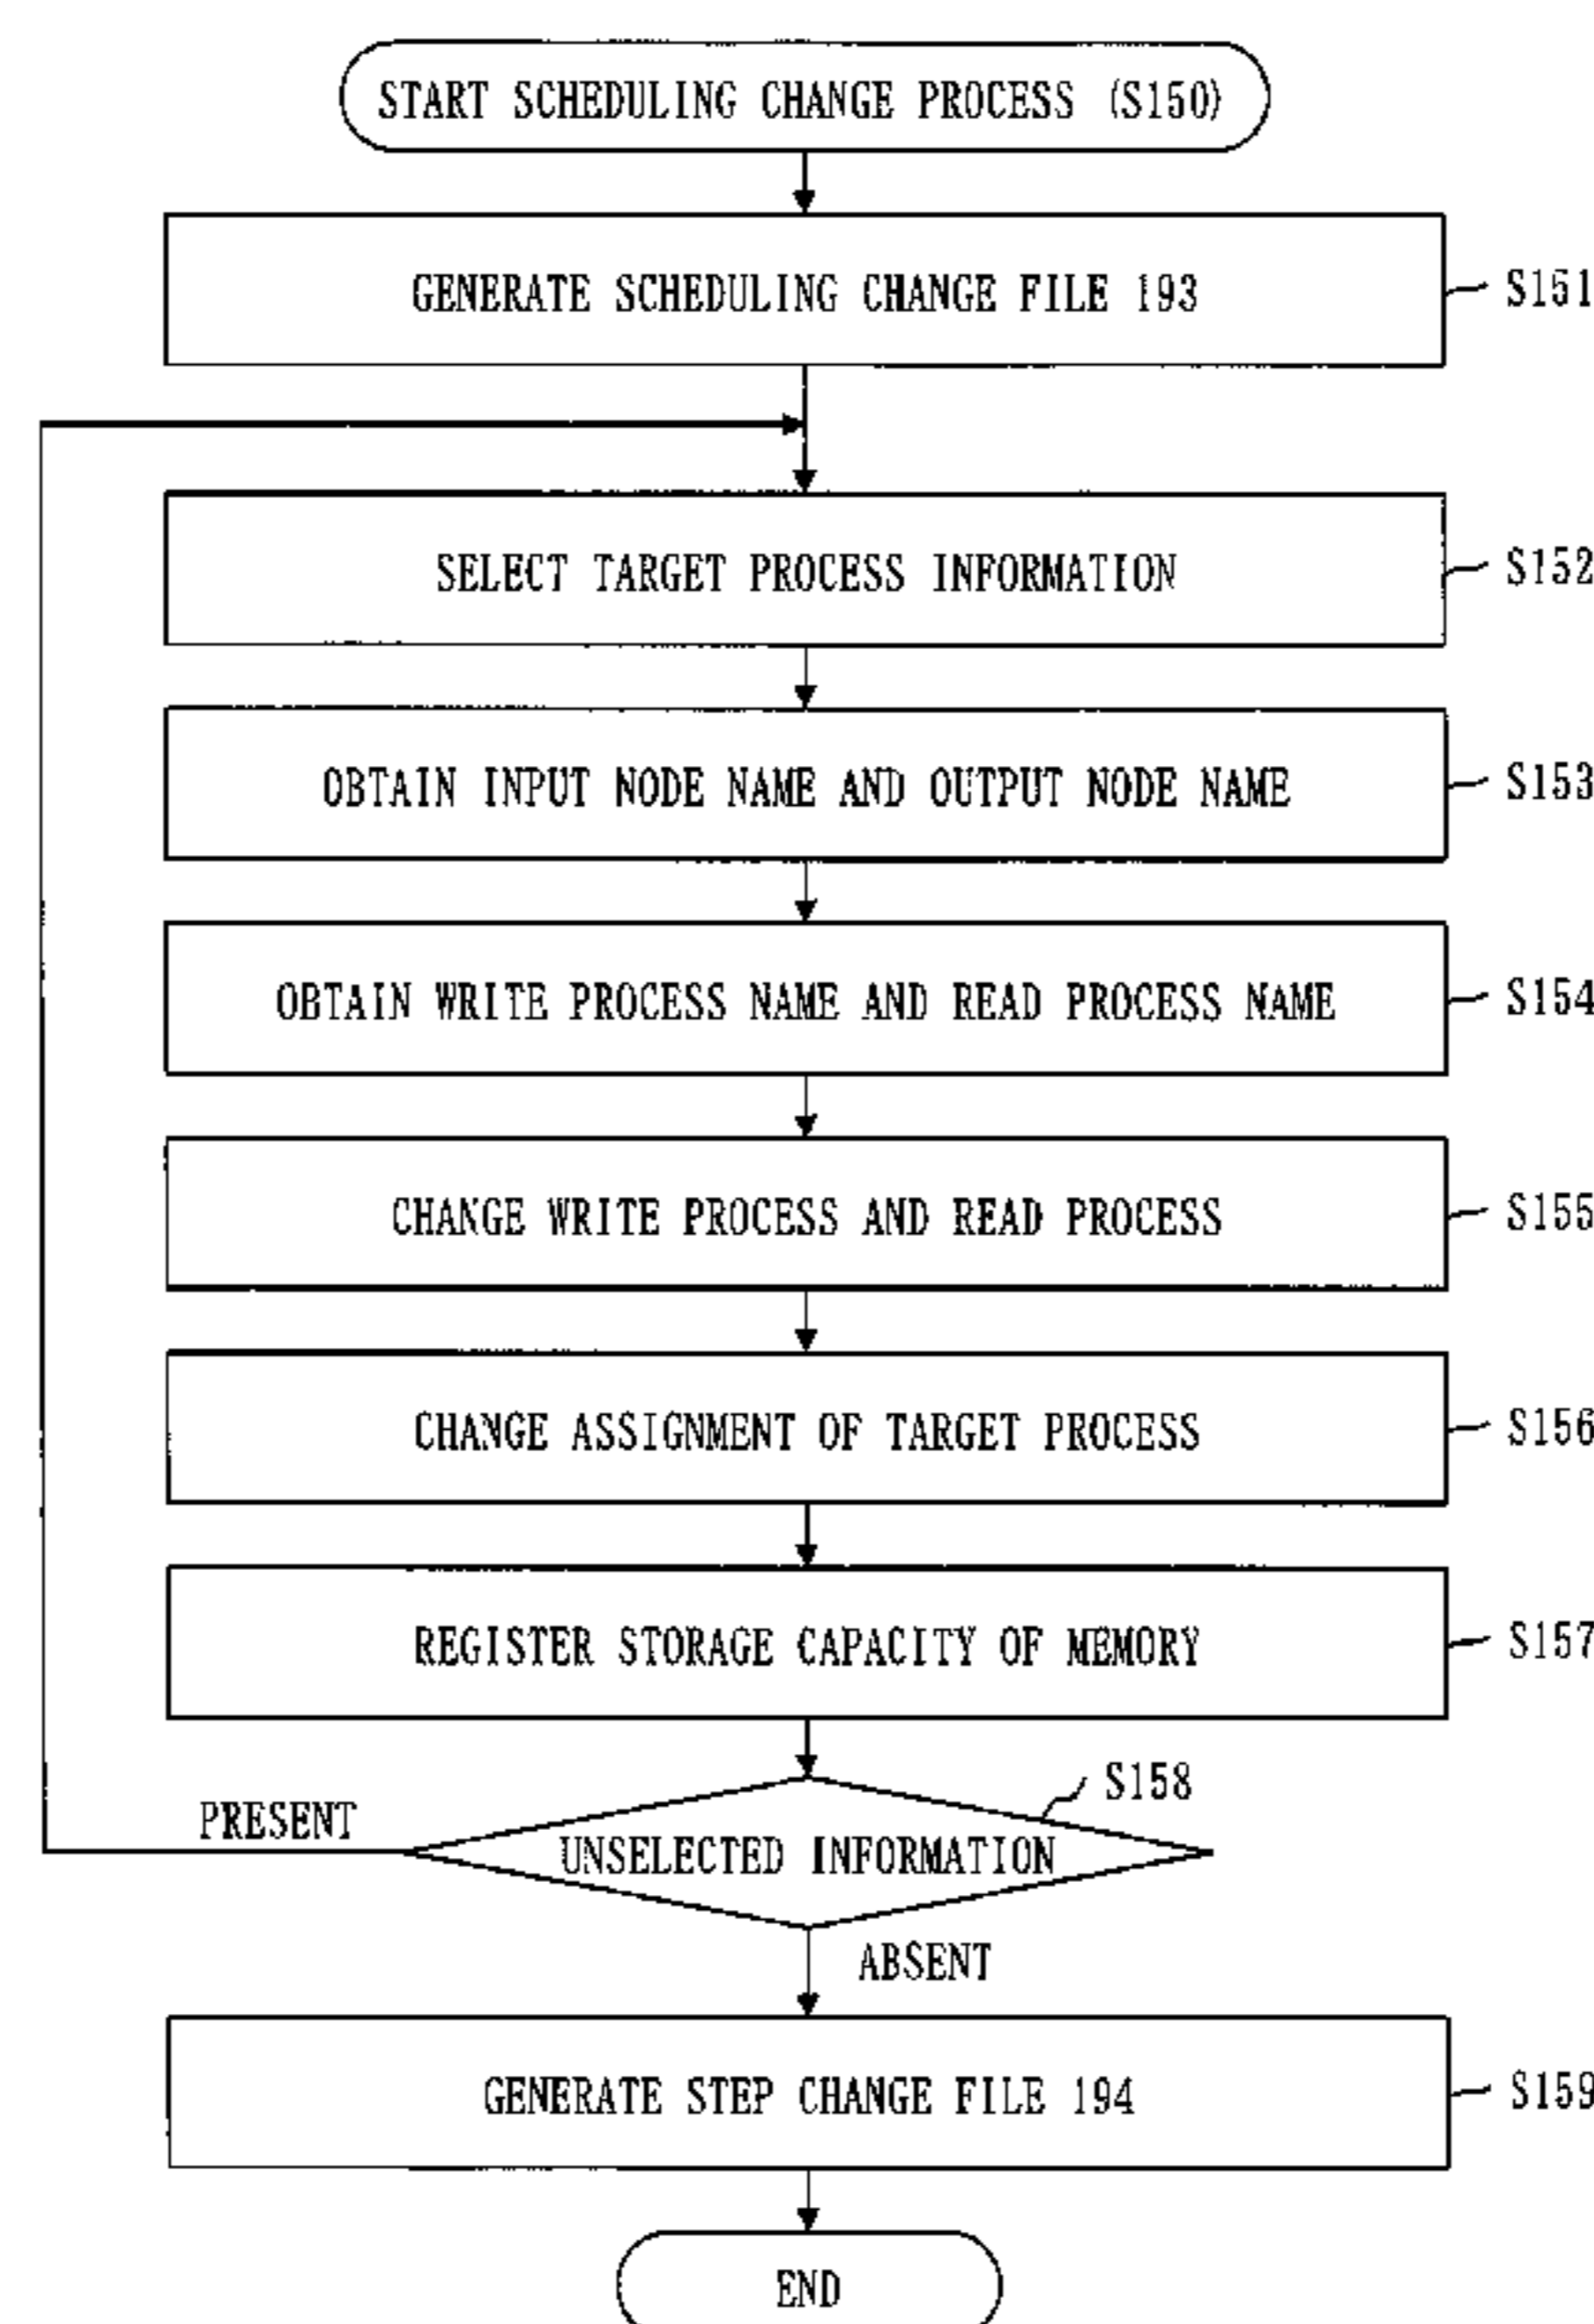 START SCHEDULING CHANGE PROCESS (S150)
GENERATE SCHEDULING CHANGE FILE 193
S151
SELECT TARGET PROCESS INFORMATION
S152
OBTAIN INPUT NODE NAME AND OUTPUT NODE NAME
S153
OBTAIN WRITE PROCESS NAME AND READ PROCESS NAME
S154
CHANGE WRITE PROCESS AND READ PROCESS
S155
CHANGE ASSIGNMENT OF TARGET PROCESS
S156
REGISTER STORAGE CAPACITY OF MEMORY
S157
S158
PRESENT
UNSELECTED INFORMATION
ABSENT
GENERATE STEP CHANGE FILE 194
S159
END